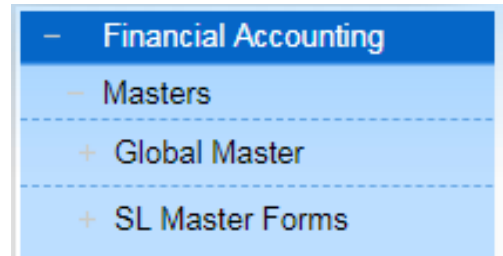 − Financial Accounting
− Masters
+ Global Master
+ SL Master Forms